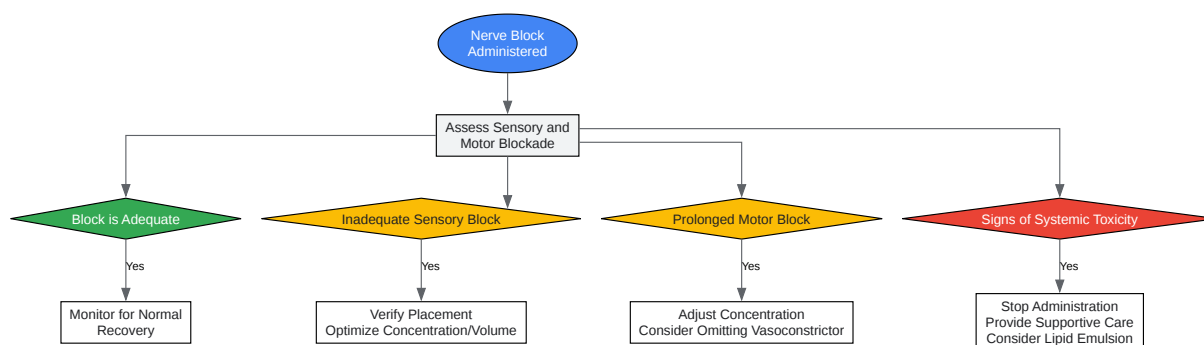 Nerve Block
Administered
Assess Sensory and
Motor Blockade
Block is Adequate
Inadequate Sensory Block
Prolonged Motor Block
Signs of Systemic Toxicity
Yes
Yes
Yes
Yes
Monitor for Normal
Recovery
Verify Placement
Optimize Concentration/Volume
Adjust Concentration
Consider Omitting Vasoconstrictor
Stop Administration
Provide Supportive Care
Consider Lipid Emulsion